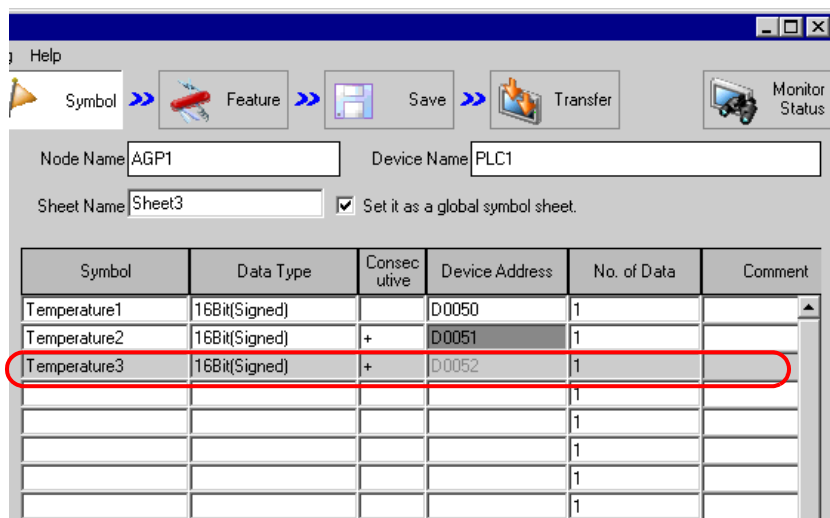 g Help
Symbol Feature Save Transfer Monitor Status
Node Name AGP1 Device Name PLC1
Sheet Name Sheet3 Set it as a global symbol sheet.
Symbol Data Type Consecutive Device Address No. of Data Comment
Temperature1 16Bit(Signed) D0050 1
Temperature2 16Bit(Signed) + D0051 1
Temperature3 16Bit(Signed) + D0052 1
1
1
1
1
1